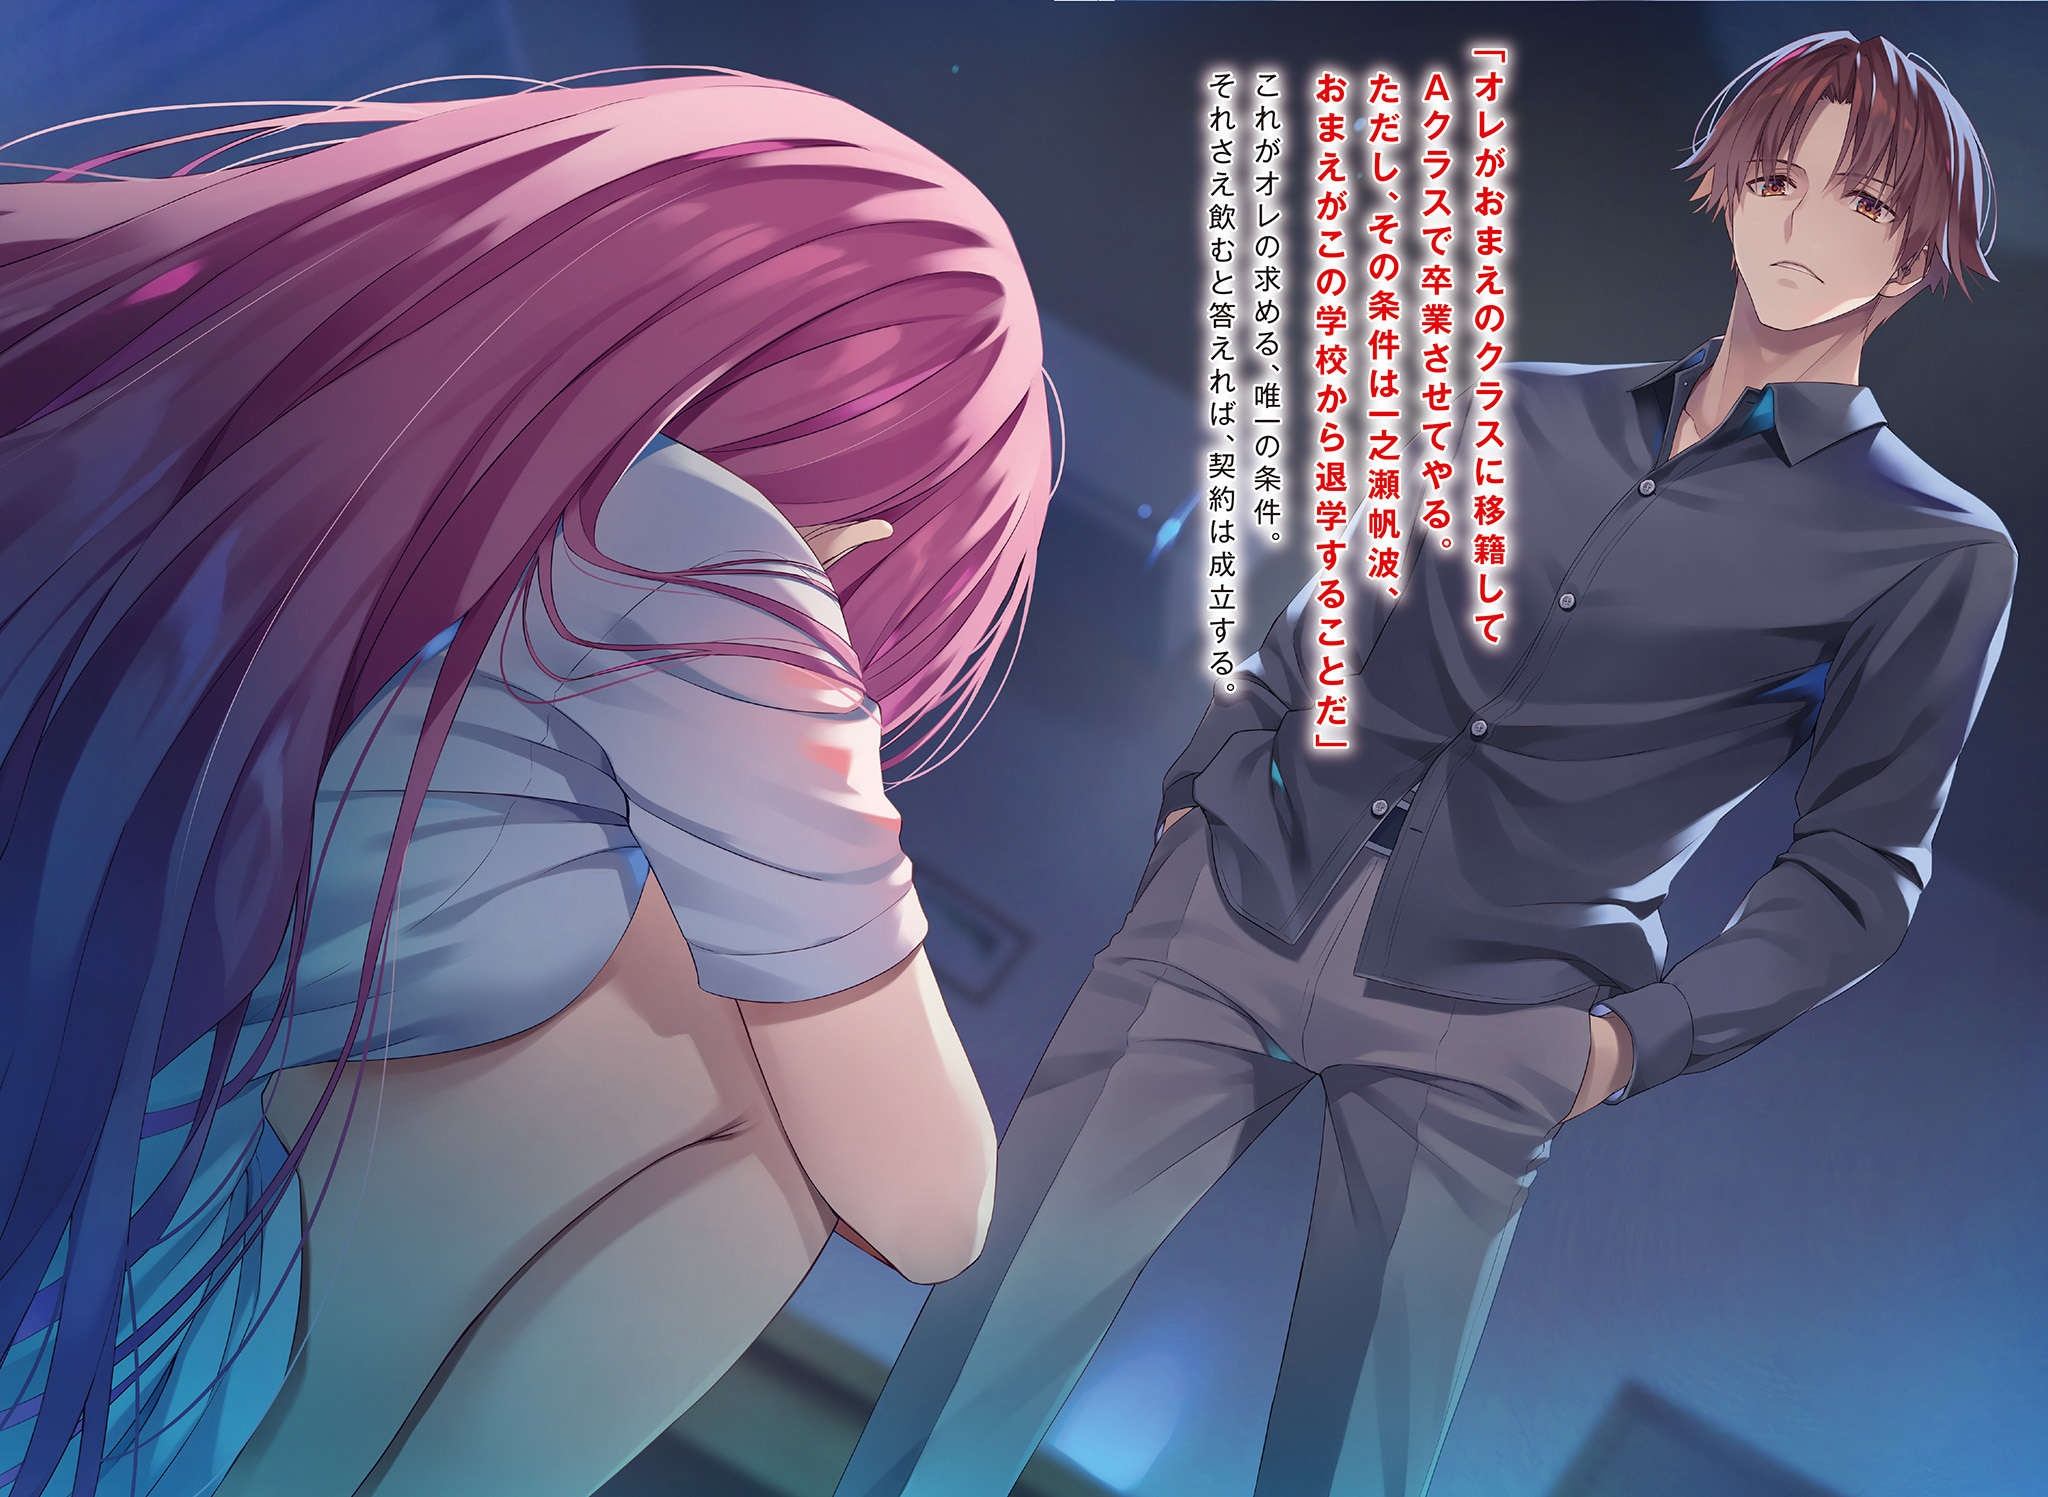 「オレがおまえのクラスに移籍して
Aクラスで卒業させてやる。
ただし、その条件は一之瀬帆波、
おまえがこの学校から退学することだ」
これがオレの求める、唯一の条件。
それさえ飲むと答えれば、契約は成立する。